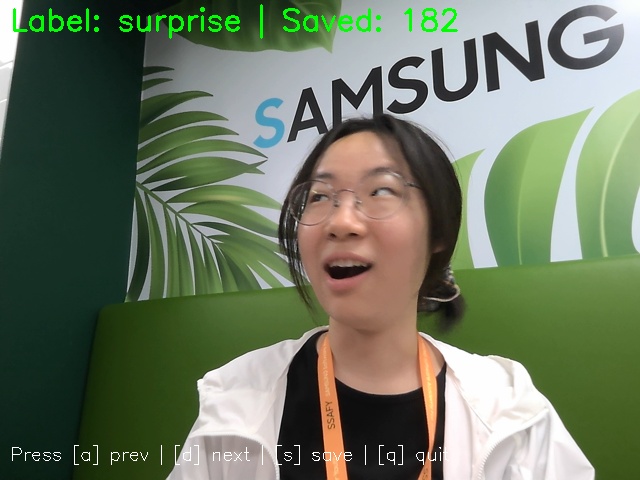 Label: surprise | Saved: 182
SAMSUNG
SSAFY
Press [a] prev | [d] next | [s] save | [q] quit